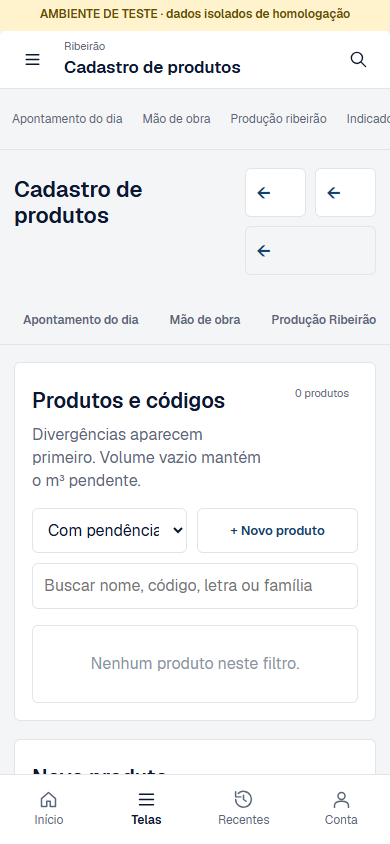 AMBIENTE DE TESTE · dados isolados de homologação
Ribeirão
Cadastro de produtos
Apontamento do dia Mão de obra Produção ribeirão Indicado
Cadastro de
produtos
Apontamento do dia Mão de obra Produção Ribeirão
Produtos e códigos
0 produtos
Divergências aparecem
primeiro. Volume vazio mantém
o m³ pendente.
Com pendência
+ Novo produto
Buscar nome, código, letra ou família
Nenhum produto neste filtro.
Novo produto
Início Telas Recentes Conta